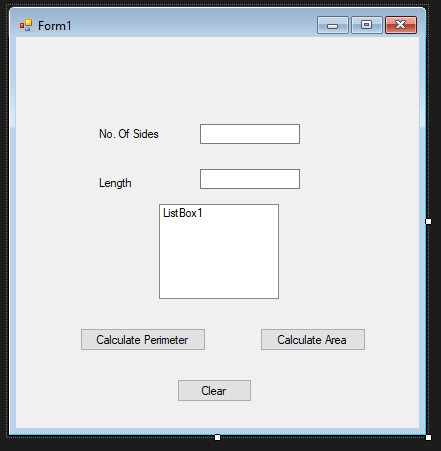 Form1
No. Of Sides
Length
ListBox1
Calculate Perimeter
Calculate Area
Clear